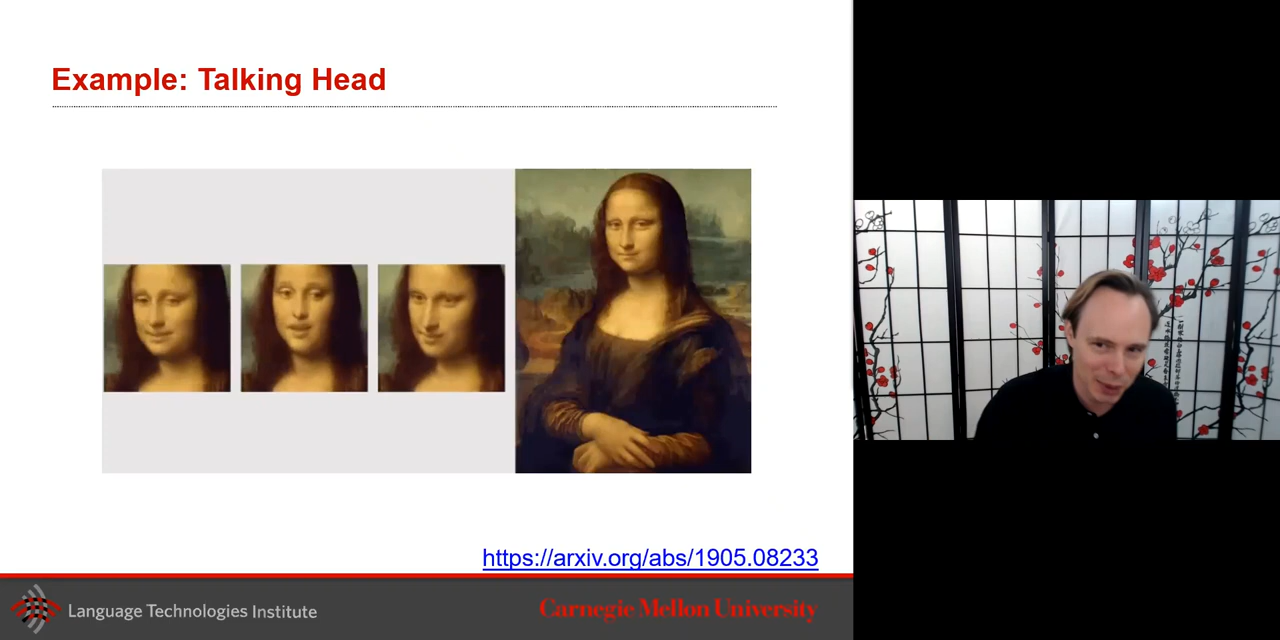 Example: Talking Head
https://arxiv.org/abs/1905.08233
Language Technologies Institute
Carnegie Mellon University